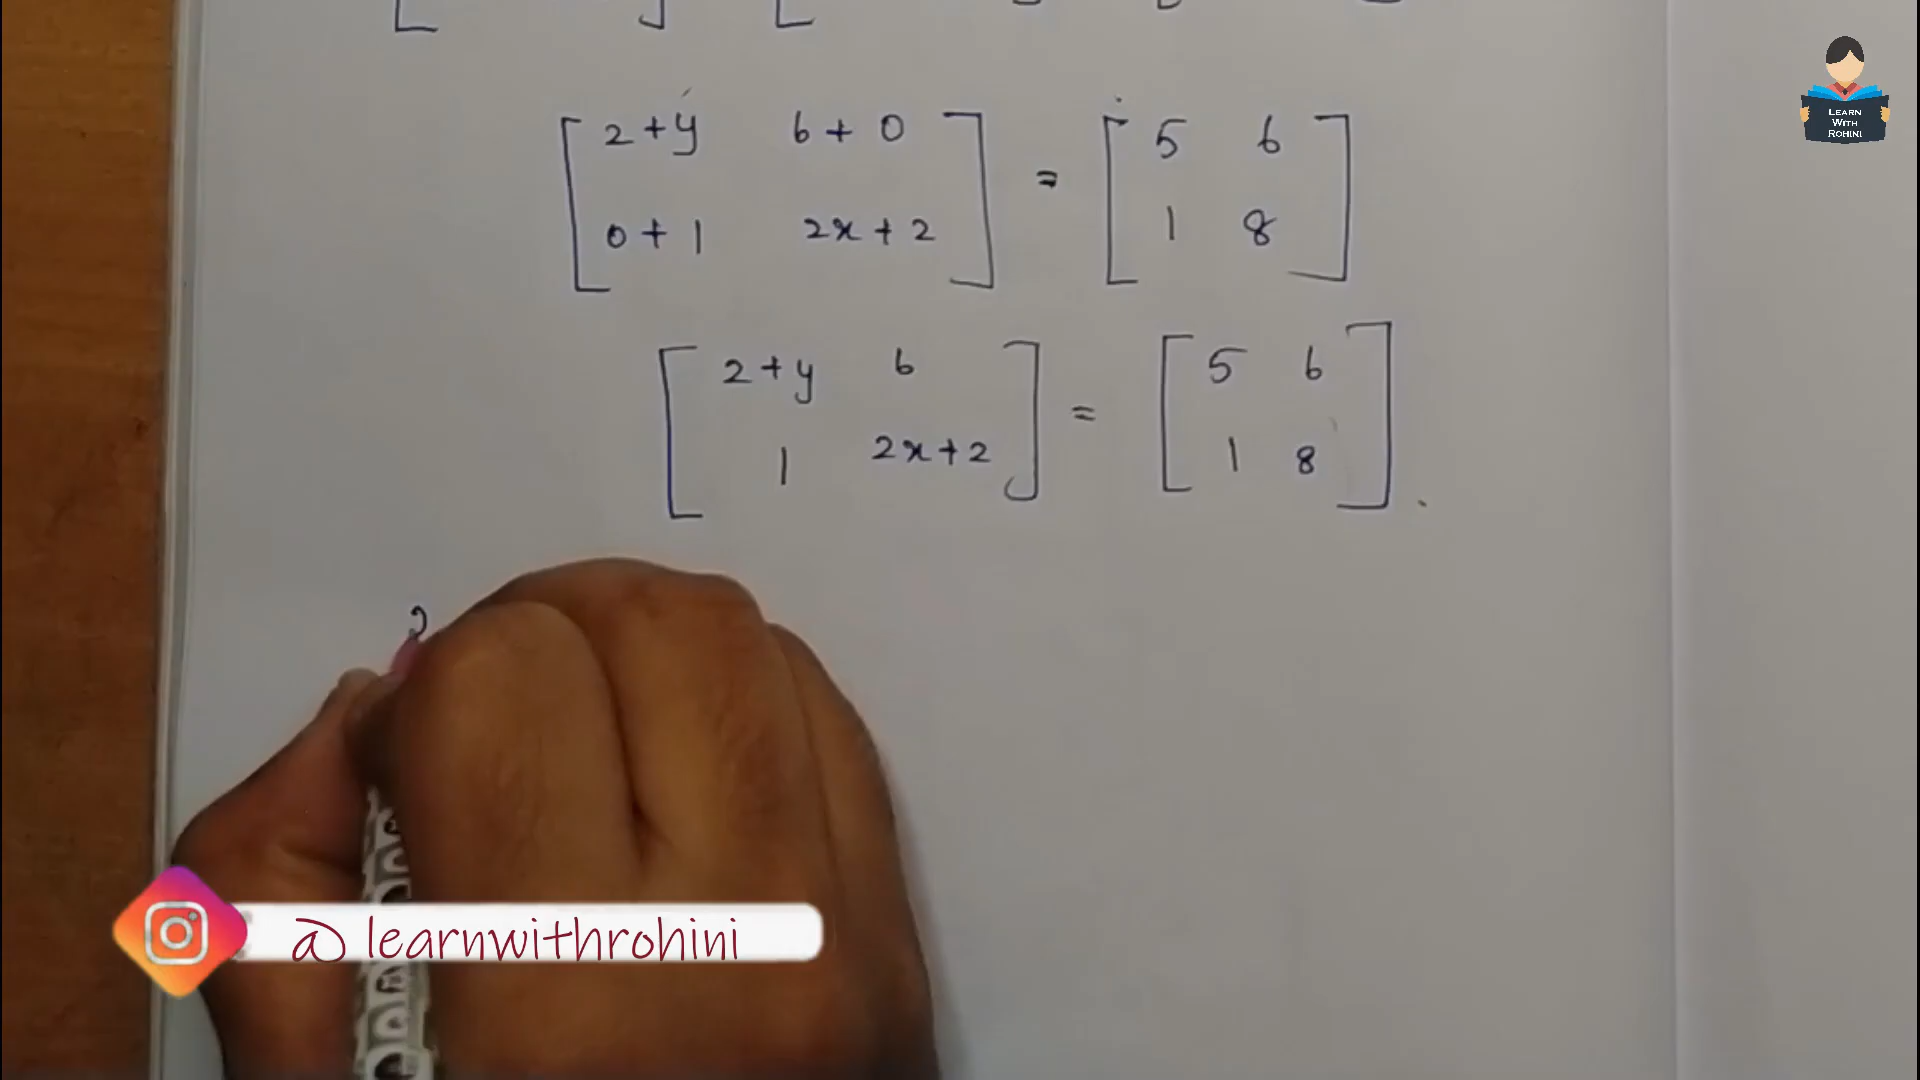 LEARN
With
ROHINI
[2+y 6+0] = [5 6]
[0+1 2x+2] [1 8]
[2+y 6] = [5 6]
[1 2x+2] [1 8].
2
@learnwithrohini